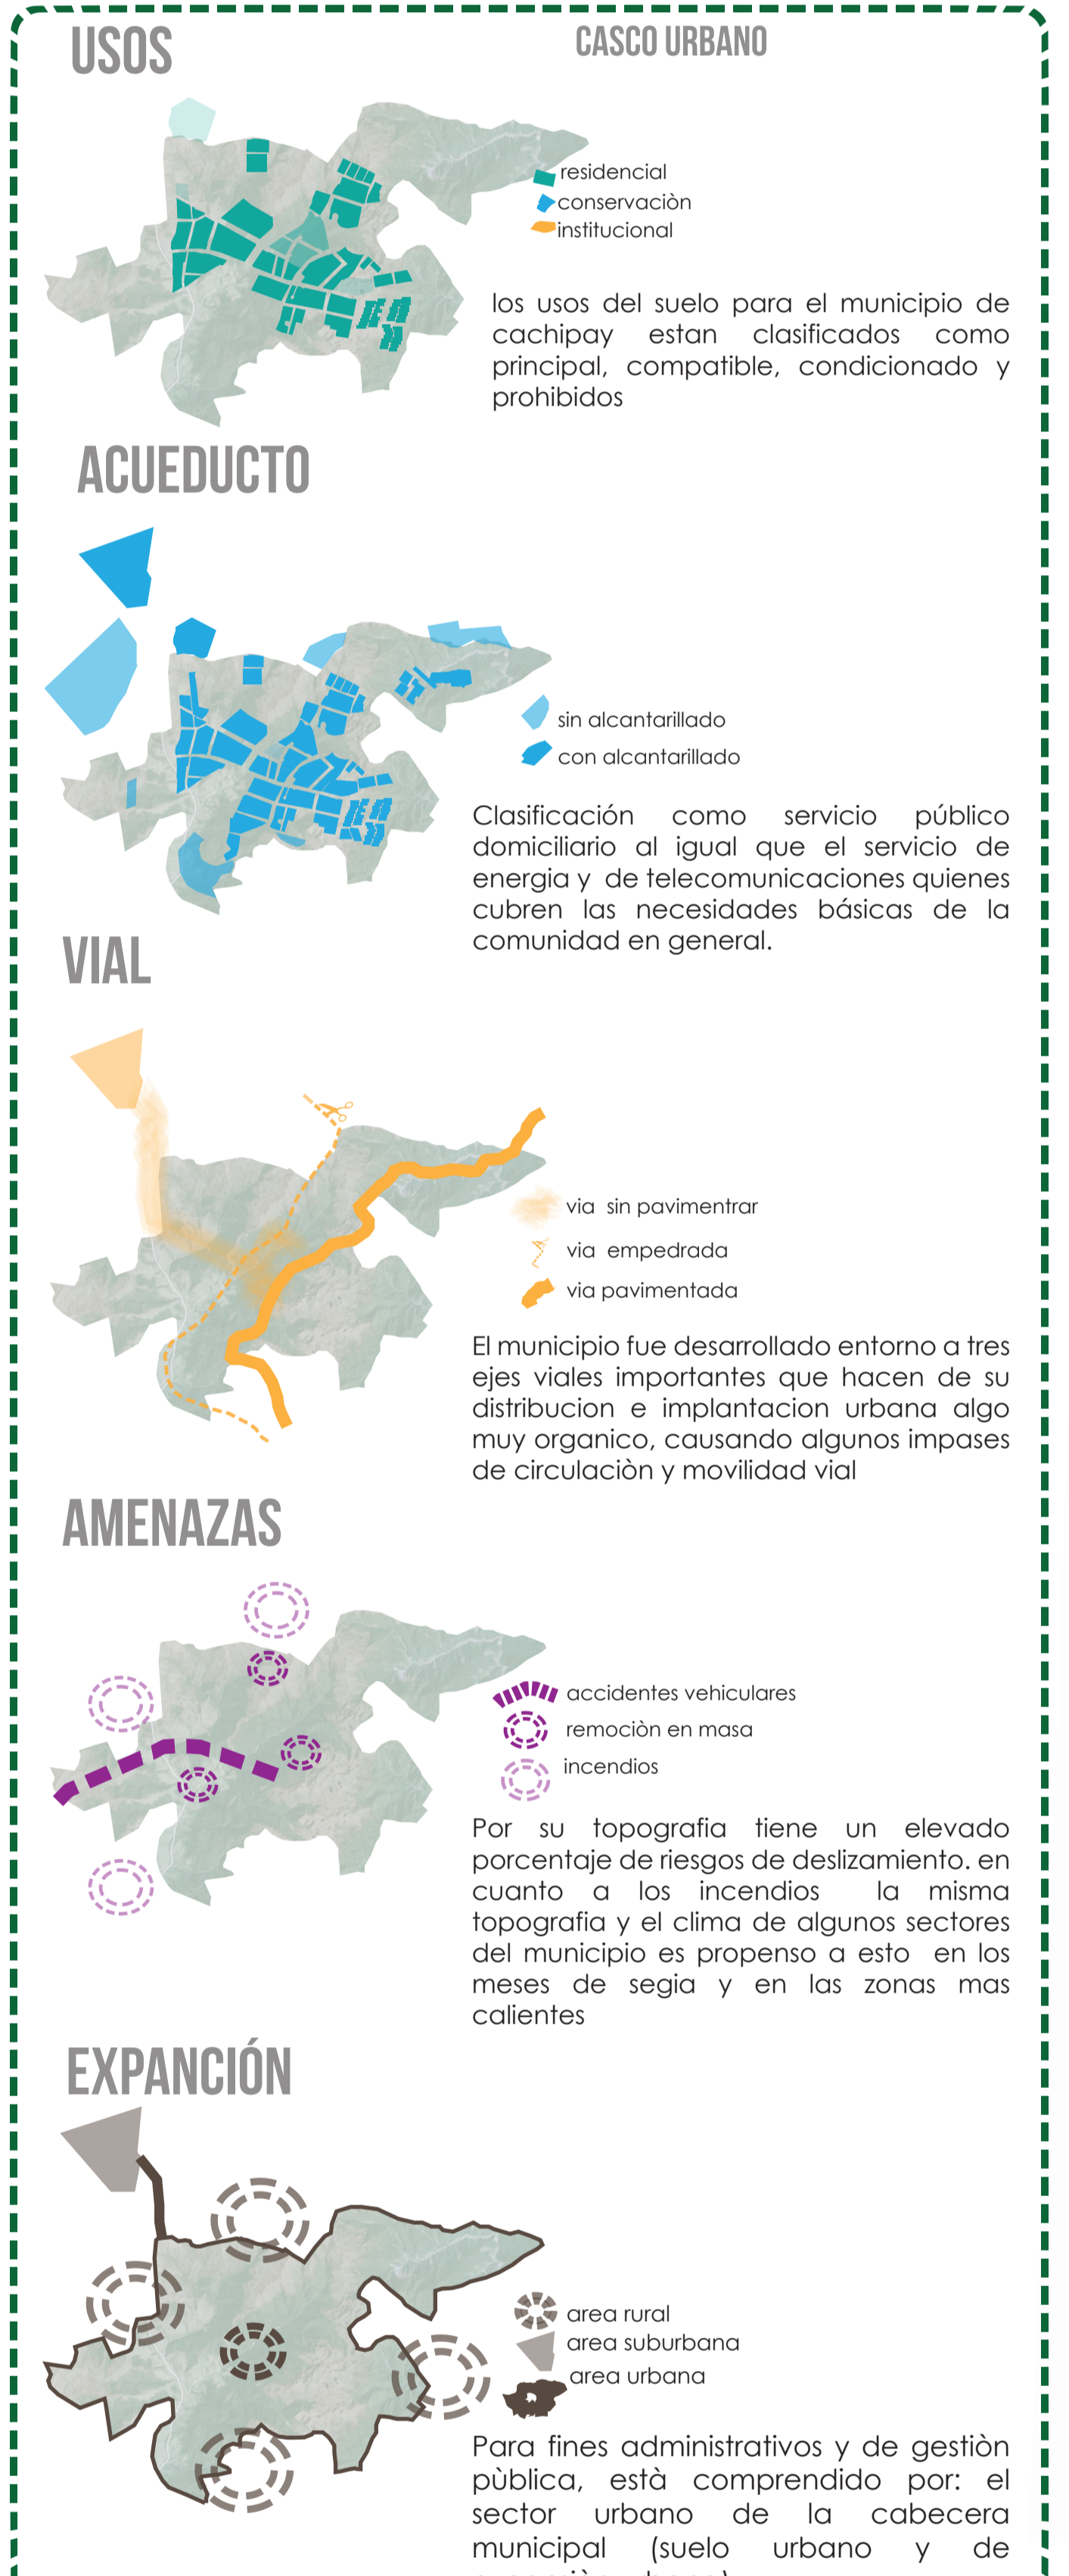 USOS
CASCO URBANO
residencial
conservaciòn
institucional
los usos del suelo para el municipio de
cachipay estan clasificados como
principal, compatible, condicionado y
prohibidos
ACUEDUCTO
sin alcantarillado
con alcantarillado
Clasificación como servicio público
domiciliario al igual que el servicio de
energia y de telecomunicaciones quienes
cubren las necesidades básicas de la
comunidad en general.
VIAL
via sin pavimentrar
via empedrada
via pavimentada
El municipio fue desarrollado entorno a tres
ejes viales importantes que hacen de su
distribucion e implantacion urbana algo
muy organico, causando algunos impases
de circulaciòn y movilidad vial
AMENAZAS
accidentes vehiculares
remociòn en masa
incendios
Por su topografia tiene un elevado
porcentaje de riesgos de deslizamiento. en
cuanto a los incendios la misma
topografia y el clima de algunos sectores
del municipio es propenso a esto en los
meses de segia y en las zonas mas
calientes
EXPANCIÓN
area rural
area suburbana
area urbana
Para fines administrativos y de gestiòn
pùblica, està comprendido por: el
sector urbano de la cabecera
municipal (suelo urbano y de